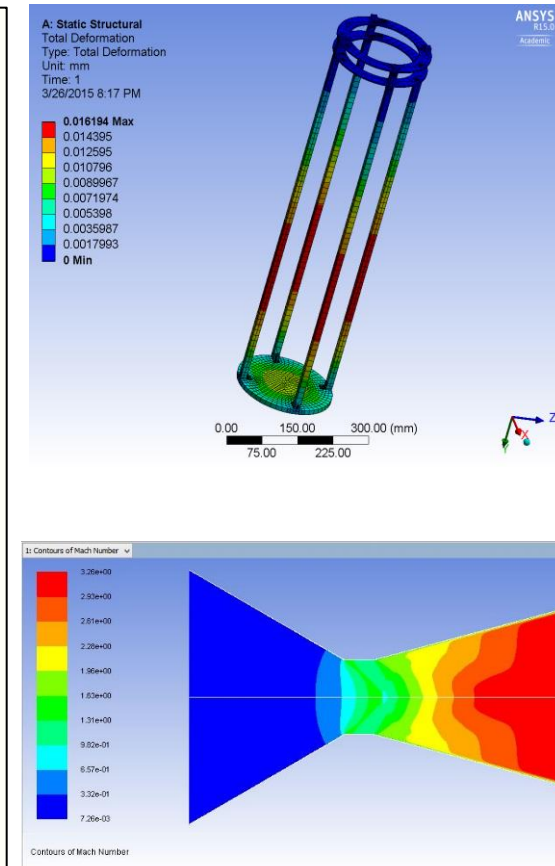 A: Static Structural
Total Deformation
Type: Total Deformation
Unit: mm
Time: 1
3/26/2015 8:17 PM
0.016194 Max
0.014395
0.012595
0.010796
0.0089967
0.0071974
0.005398
0.0035987
0.0017993
0 Min
ANSYS
R15.0
Academic
0.00 150.00 300.00 (mm)
75.00 225.00
Z
X
Y
1: Contours of Mach Number
3.26e+00
2.93e+00
2.61e+00
2.28e+00
1.96e+00
1.63e+00
1.31e+00
9.82e-01
6.57e-01
3.32e-01
7.26e-03
Contours of Mach Number